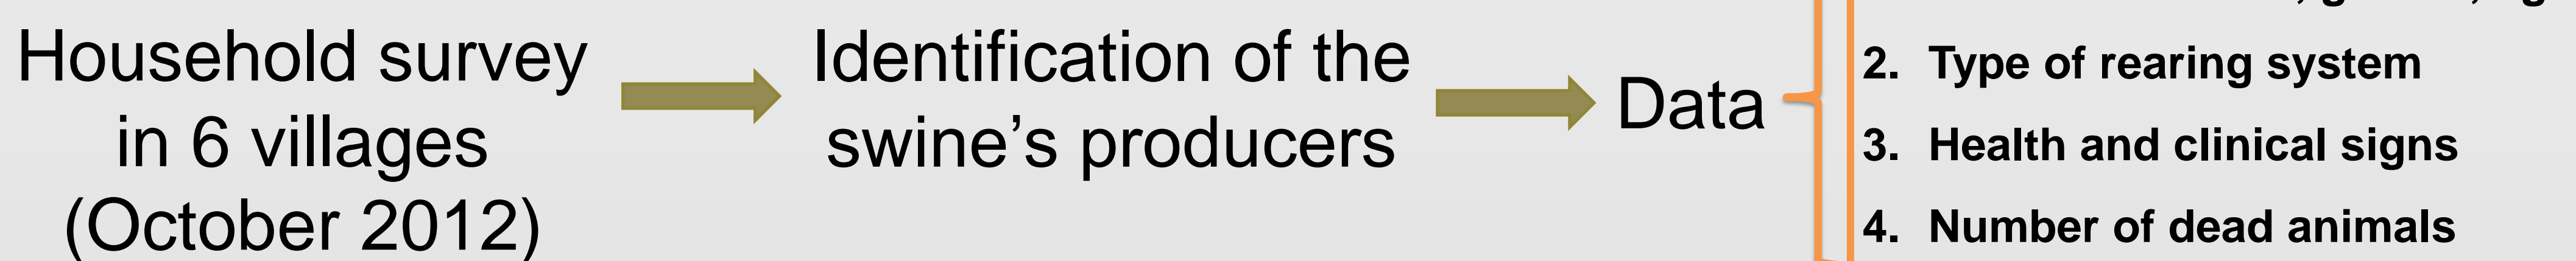 Household survey
in 6 villages
(October 2012)
Identification of the
swine's producers
Data
2. Type of rearing system
3. Health and clinical signs
4. Number of dead animals